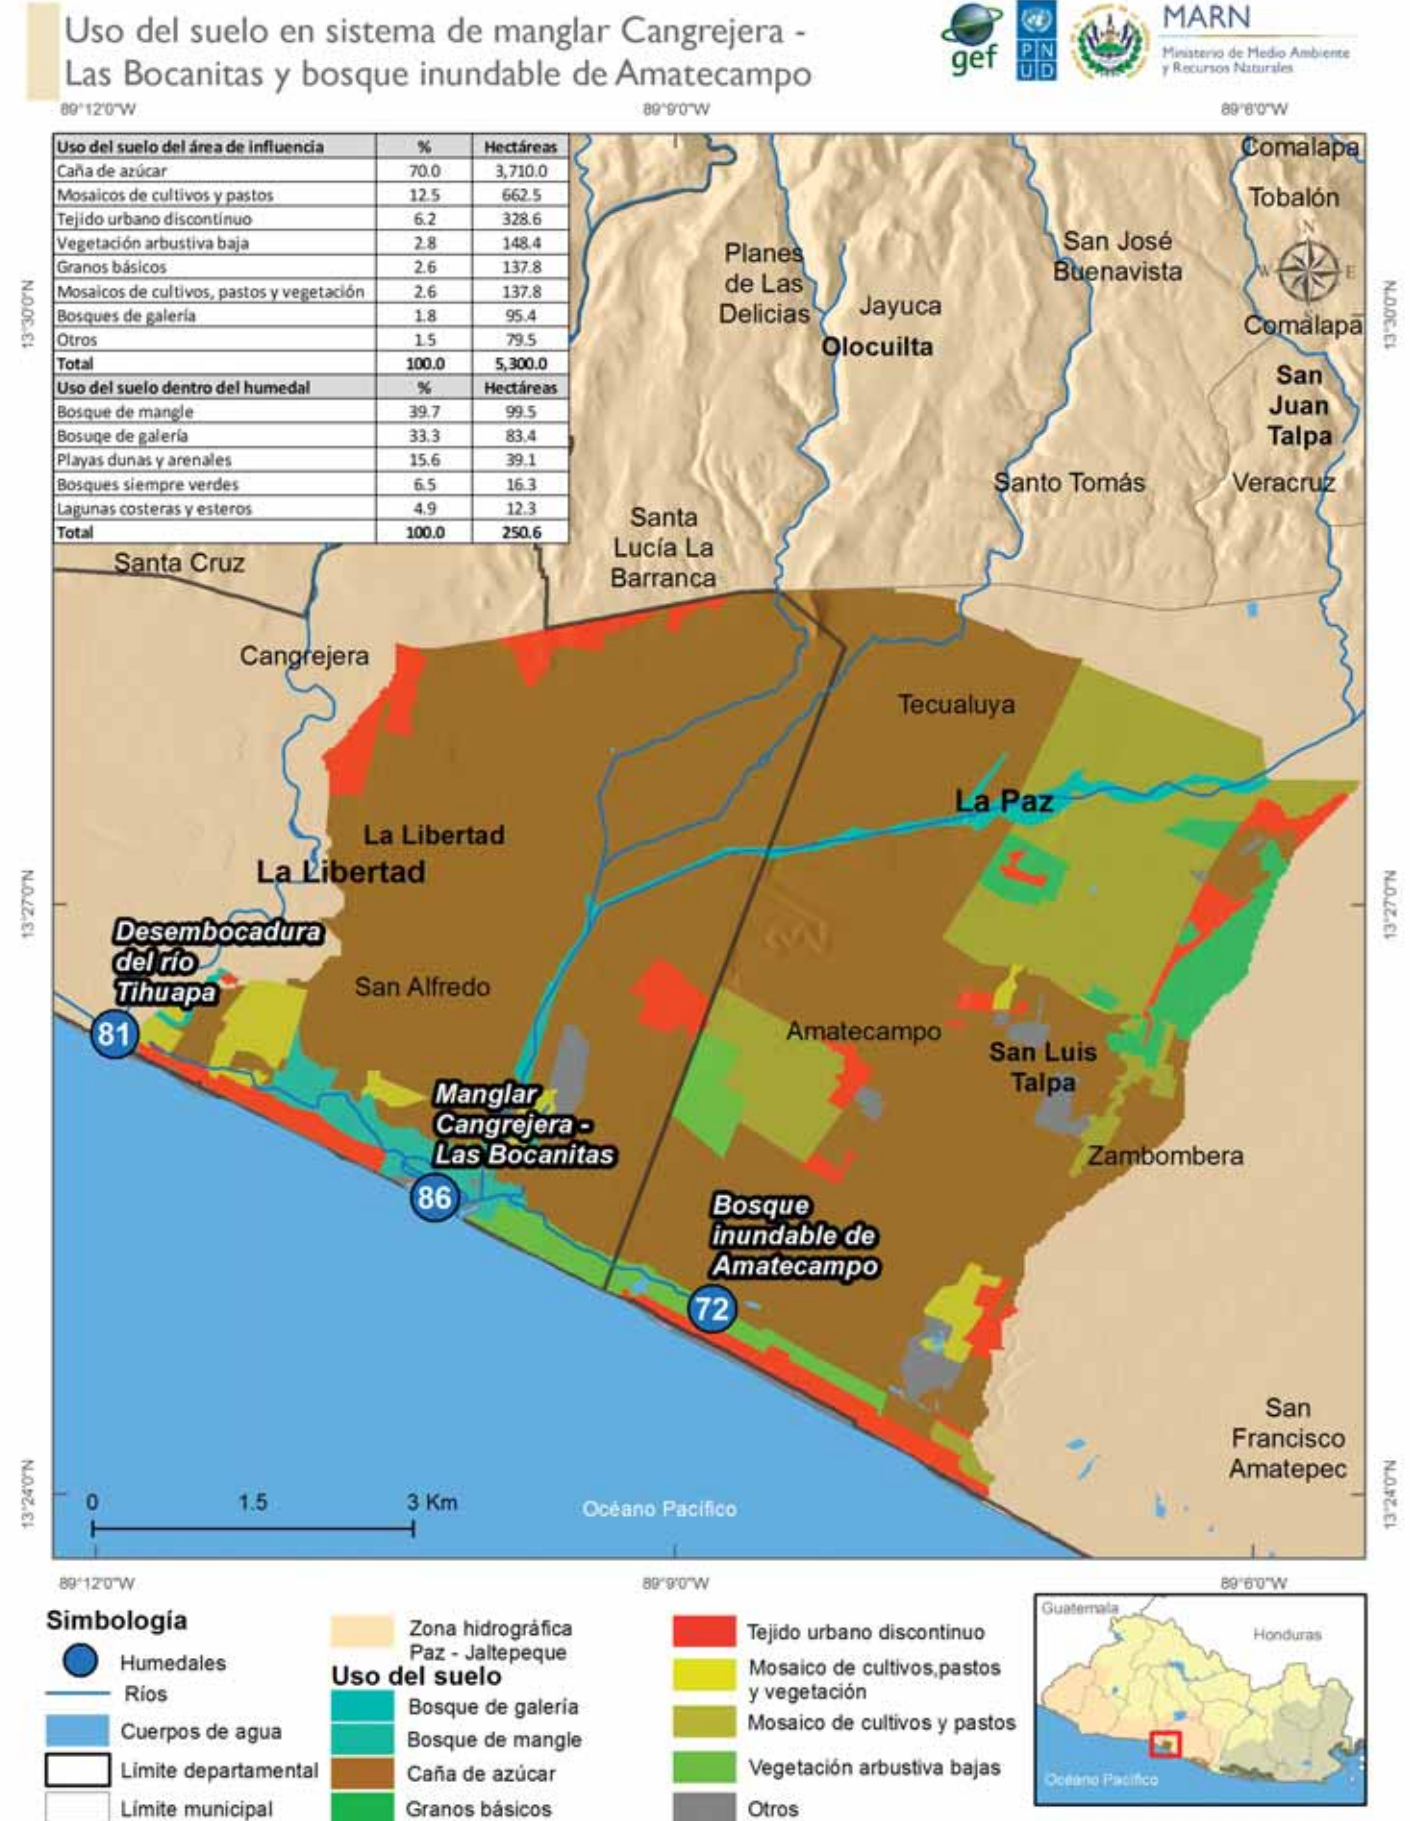 Uso del suelo en sistema de manglar Cangrejera -
Las Bocanitas y bosque inundable de Amatecampo
gef
P N
U D
MARN
Ministerio de Medio Ambiente
y Recursos Naturales
89°12'0"W 89°9'0"W 89°6'0"W
Uso del suelo del área de influencia % Hectáreas
Caña de azúcar 70.0 3,710.0
Mosaicos de cultivos y pastos 12.5 662.5
Tejido urbano discontinuo 6.2 328.6
Vegetación arbustiva baja 2.8 148.4
Granos básicos 2.6 137.8
Mosaicos de cultivos, pastos y vegetación 2.6 137.8
Bosques de galería 1.8 95.4
Otros 1.5 79.5
Total 100.0 5,300.0
Uso del suelo dentro del humedal % Hectáreas
Bosque de mangle 39.7 99.5
Bosuqe de galería 33.3 83.4
Playas dunas y arenales 15.6 39.1
Bosques siempre verdes 6.5 16.3
Lagunas costeras y esteros 4.9 12.3
Total 100.0 250.6
Comalapa
Tobalón
N
W E
S
Planes
de Las
Delicias
San José
Buenavista
Jayuca
Olocuilta
Comalapa
San
Juan
Talpa
13°30'0"N 13°30'0"N
Santo Tomás
Veracruz
Santa
Lucía La
Barranca
Santa Cruz
Cangrejera
Tecualuya
La Paz
La Libertad
La Libertad
13°27'0"N 13°27'0"N
Desembocadura
del río
Tihuapa
81
San Alfredo
Amatecampo
San Luis
Talpa
Manglar
Cangrejera -
Las Bocanitas
86
Zambombera
Bosque
inundable de
Amatecampo
72
San
Francisco
Amatepec
13°24'0"N 13°24'0"N
0 1.5 3 Km
Océano Pacífico
89°12'0"W 89°9'0"W 89°6'0"W
Simbología
Humedales
Ríos
Cuerpos de agua
Límite departamental
Límite municipal
Zona hidrográfica
Paz - Jaltepeque
Uso del suelo
Bosque de galería
Bosque de mangle
Caña de azúcar
Granos básicos
Tejido urbano discontinuo
Mosaico de cultivos,pastos
y vegetación
Mosaico de cultivos y pastos
Vegetación arbustiva bajas
Otros
Guatemala
Honduras
Océano Pacífico